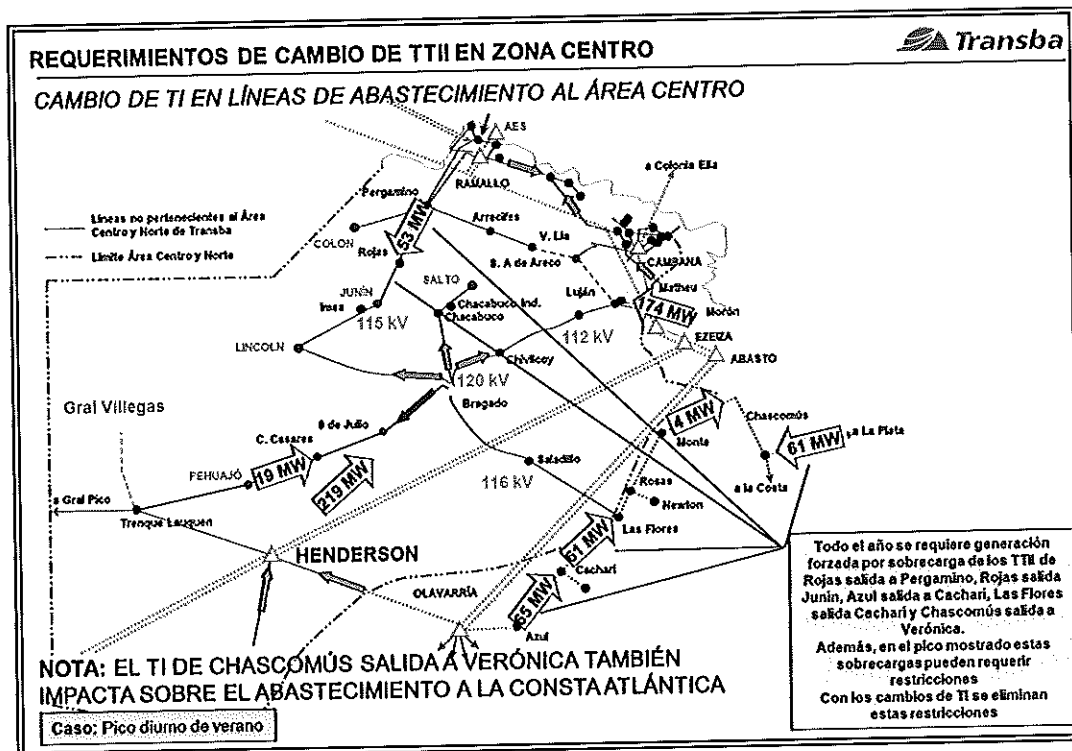 REQUERIMIENTOS DE CAMBIO DE TTII EN ZONA CENTRO
Transba
CAMBIO DE TI EN LÍNEAS DE ABASTECIMIENTO AL ÁREA CENTRO
AES
a Colonia Elia
RAMALLO
Pergamino
Líneas no pertenecientes al Área
Centro y Norte de Transba
Límite Área Centro y Norte
Arrecifes
COLON
53 MW
V. Lia
Rojas
S. A de Areco
CAMPANA
SALTO
Matheu
JUNÍN
Luján
Chacabuco Ind.
Imsa
Chacabuco
174 MW
Morón
115 kV
112 kV
EZEIZA
LINCOLN
ABASTO
Chivilcoy
120 kV
Bragado
Gral Villegas
Chascomús
9 de Julio
14 MW
C. Casares
Monte
61 MW
a La Plata
19 MW
PEHUAJÓ
Saladillo
219 MW
116 kV
Rosas
a la Costa
a Gral Pico
Newton
Trenque Lauquen
Las Flores
61 MW
HENDERSON
Cachari
OLAVARRÍA
65 MW
Azul
Todo el año se requiere generación
forzada por sobrecarga de los TTII de
Rojas salida a Pergamino, Rojas salida
Junin, Azul salida a Cachari, Las Flores
salida Cachari y Chascomús salida a
Verónica.
Además, en el pico mostrado estas
sobrecargas pueden requerir
restricciones
Con los cambios de TI se eliminan
estas restricciones
NOTA: EL TI DE CHASCOMÚS SALIDA A VERÓNICA TAMBIÉN
IMPACTA SOBRE EL ABASTECIMIENTO A LA CONSTA ATLÁNTICA
Caso: Pico diurno de verano